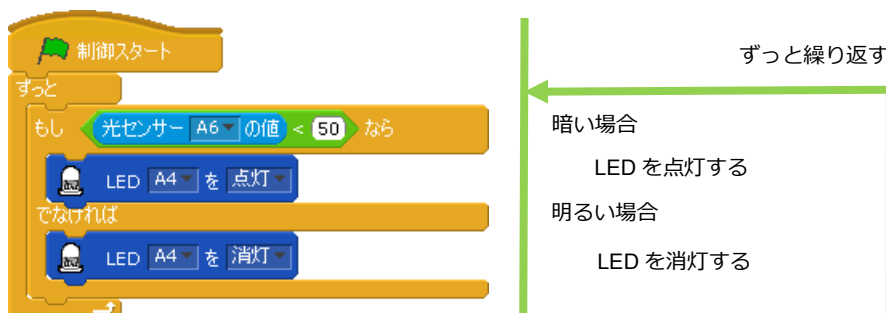 制御スタート
ずっと
もし 光センサー A6 の値 < 50 なら
LED A4 を 点灯
でなければ
LED A4 を 消灯
ずっと繰り返す
暗い場合
LED を点灯する
明るい場合
LED を消灯する